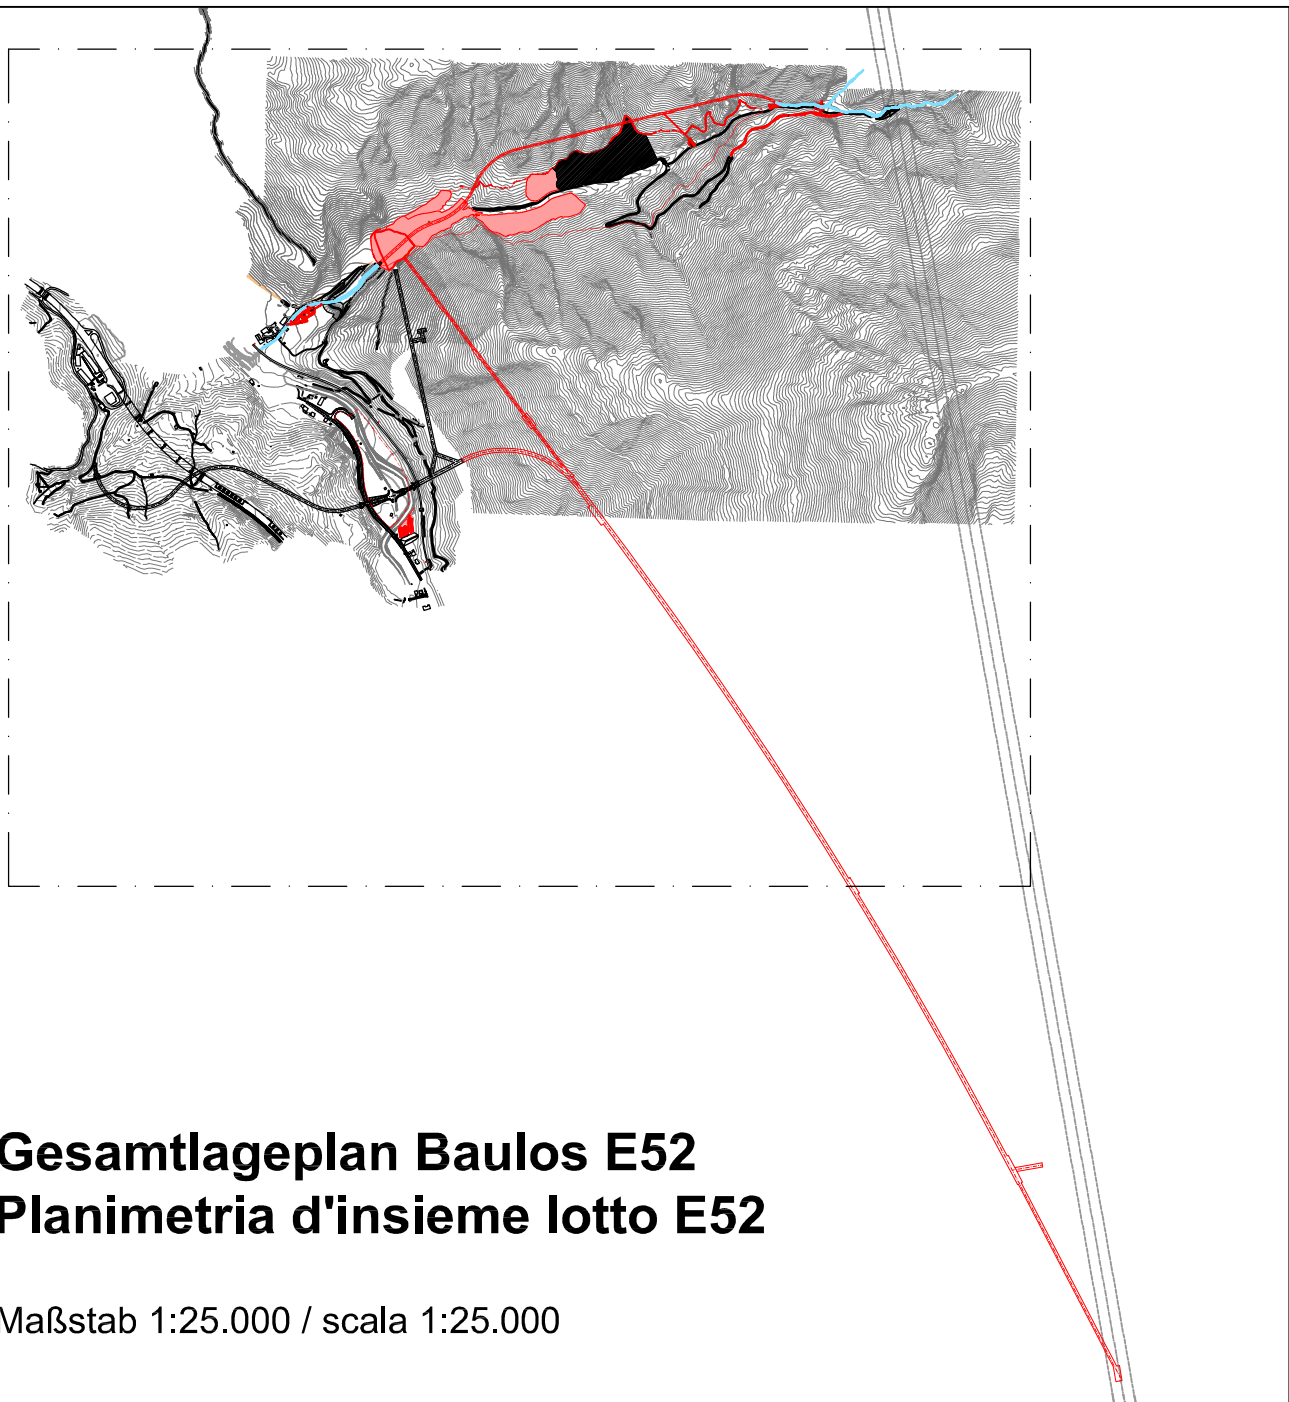 Gesamtlageplan Baulos E52
Planimetria d'insieme lotto E52
Maßstab 1:25.000 / scala 1:25.000